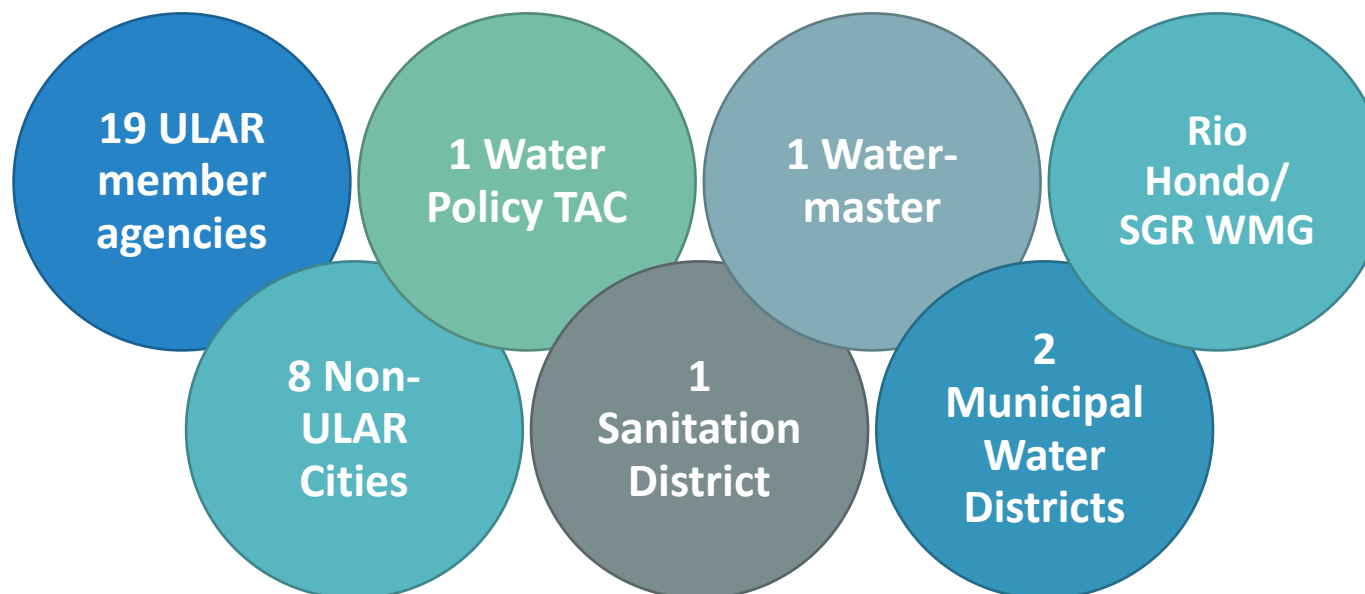 19 ULAR
member
agencies
1 Water
Policy TAC
1 Water-
master
Rio
Hondo/
SGR WMG
8 Non-
ULAR
Cities
1
Sanitation
District
2
Municipal
Water
Districts